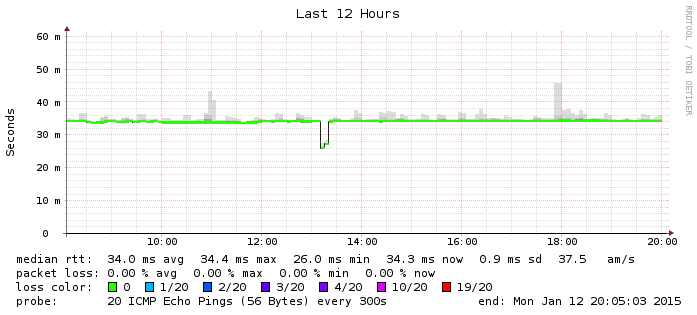 Last 12 Hours
RRDTOOL / TOBI OETIKER
Seconds
60 m
50 m
40 m
30 m
20 m
10 m
0
10:00 12:00 14:00 16:00 18:00 20:00
median rtt: 34.0 ms avg 34.4 ms max 26.0 ms min 34.3 ms now 0.9 ms sd 37.5 am/s
packet loss: 0.00 % avg 0.00 % max 0.00 % min 0.00 % now
loss color: 0 1/20 2/20 3/20 4/20 10/20 19/20
probe: 20 ICMP Echo Pings (56 Bytes) every 300s end: Mon Jan 12 20:05:03 2015